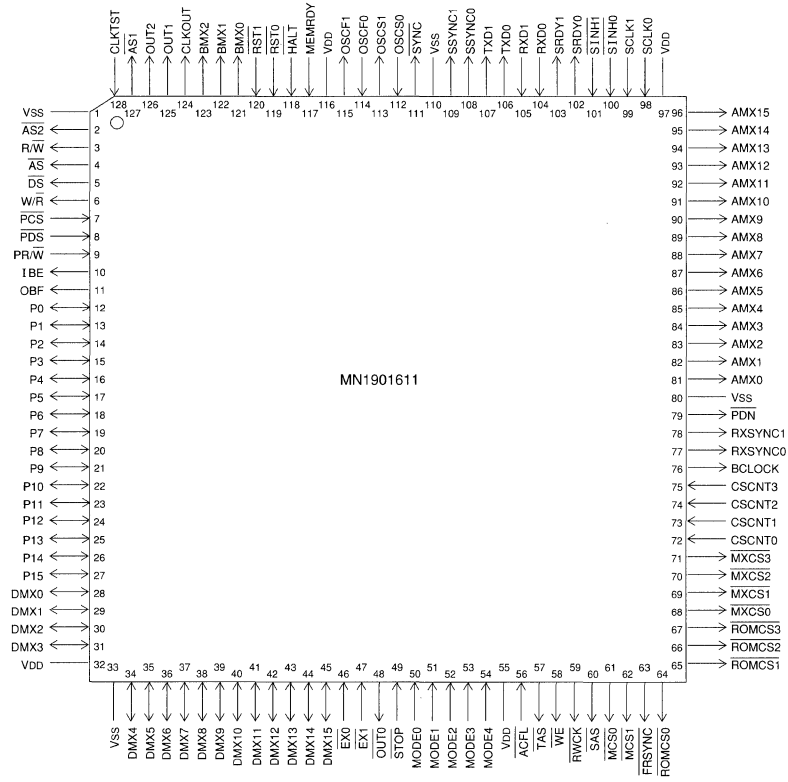 CLKTST
AS1
OUT2
OUT1
CLKOUT
BMX2
BMX1
BMX0
RST1
RST0
HALT
MEMRDY
VDD
OSCF1
OSCF0
OSCS1
OSCS0
SYNC
VSS
SSYNC1
SSYNC0
TXD1
TXD0
RXD1
RXD0
SRDY1
SRDY0
SINH1
SINH0
SCLK1
SCLK0
VDD
128 126 124 122 120 118 116 114 112 110 108 106 104 102 100 98
127 125 123 121 119 117 115 113 111 109 107 105 103 101 99 97
VSS 1 96 AMX15
AS2 2 95 AMX14
R/W 3 94 AMX13
AS 4 93 AMX12
DS 5 92 AMX11
W/R 6 91 AMX10
PCS 7 90 AMX9
PDS 8 89 AMX8
PR/W 9 88 AMX7
IBE 10 87 AMX6
OBF 11 86 AMX5
P0 12 85 AMX4
P1 13 84 AMX3
P2 14 83 AMX2
P3 15 82 AMX1
P4 16 MN1901611 81 AMX0
P5 17 80 VSS
P6 18 79 PDN
P7 19 78 RXSYNC1
P8 20 77 RXSYNC0
P9 21 76 BCLOCK
P10 22 75 CSCNT3
P11 23 74 CSCNT2
P12 24 73 CSCNT1
P13 25 72 CSCNT0
P14 26 71 MXCS3
P15 27 70 MXCS2
DMX0 28 69 MXCS1
DMX1 29 68 MXCS0
DMX2 30 67 ROMCS3
DMX3 31 66 ROMCS2
VDD 32 65 ROMCS1
33 35 37 39 41 43 45 47 49 51 53 55 57 59 61 63
34 36 38 40 42 44 46 48 50 52 54 56 58 60 62 64
VSS
DMX4
DMX5
DMX6
DMX7
DMX8
DMX9
DMX10
DMX11
DMX12
DMX13
DMX14
DMX15
EX0
EX1
OUT0
STOP
MODE0
MODE1
MODE2
MODE3
MODE4
VDD
ACFL
TAS
WE
RWCK
SAS
MCS0
MCS1
FRSYNC
ROMCS0